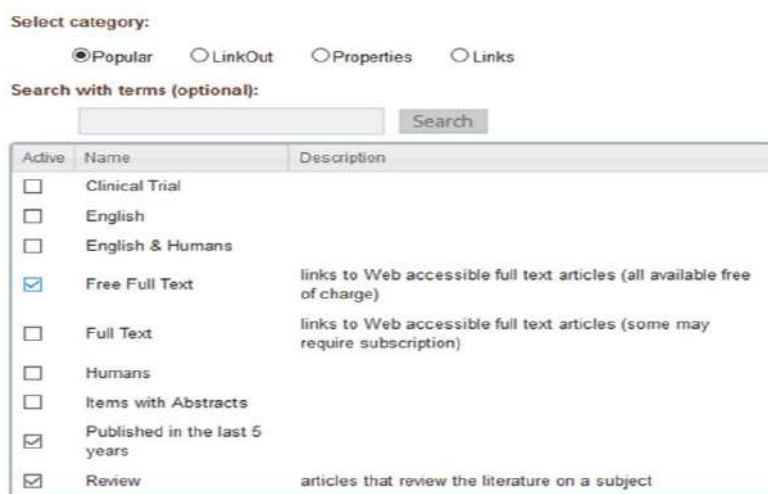 Select category:
Popular LinkOut Properties Links
Search with terms (optional):
Search
Active Name Description
Clinical Trial
English
English & Humans
Free Full Text links to Web accessible full text articles (all available free
of charge)
Full Text links to Web accessible full text articles (some may
require subscription)
Humans
Items with Abstracts
Published in the last 5
years
Review articles that review the literature on a subject